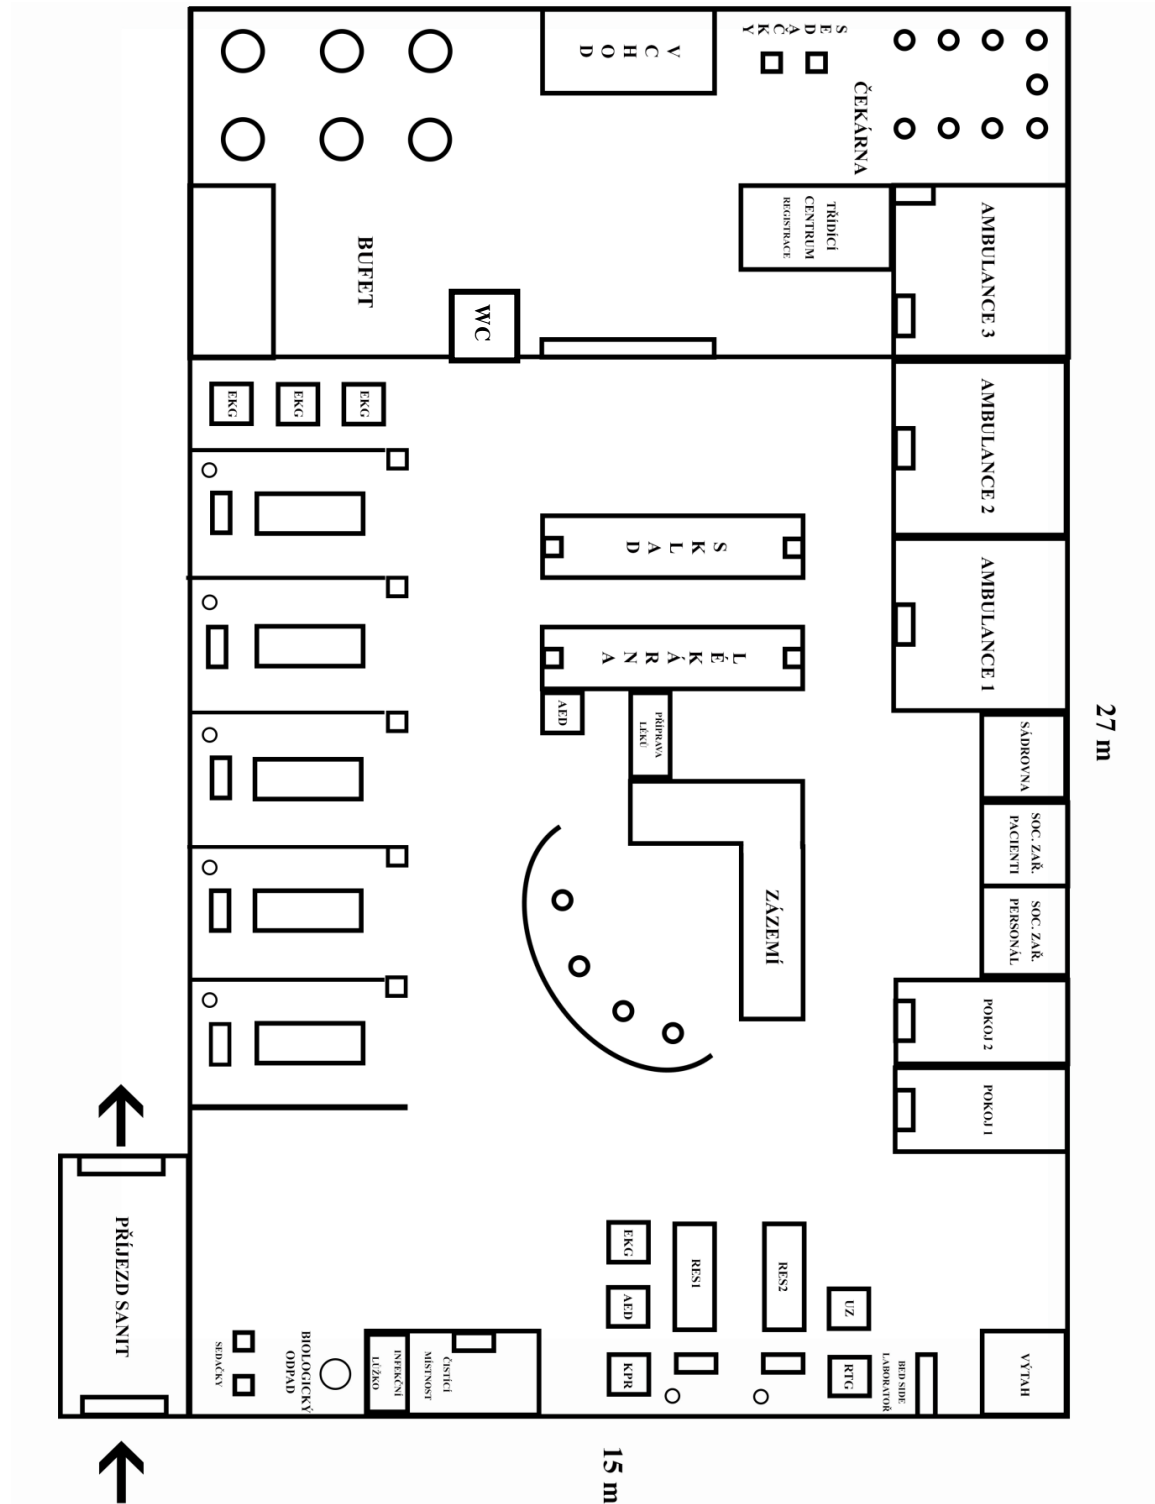 VCHOD
SEDAČKY
ČEKÁRNA
TŘÍDÍCÍ
CENTRUM
REGISTRACE
AMBULANCE 3
BUFET
WC
EKG
EKG
EKG
AMBULANCE 2
SKLAD
AMBULANCE 1
LÉKÁRNA
AED
PŘÍPRAVA
LÉKŮ
SÁDROVNA
27 m
SOC. ZAŘ.
PACIENTI
SOC. ZAŘ.
PERSONÁL
ZÁZEMÍ
POKOJ 2
POKOJ 1
PŘÍJEZD SANIT
EKG
RES1
RES2
AED
UZ
SEDAČKY
BIOLOGICKÝ
ODPAD
INFEKČNÍ
LŮŽKO
ČISTÍCÍ
MÍSTNOST
KPR
RTG
BED SIDE
LABORATOŘ
VÝTAH
15 m